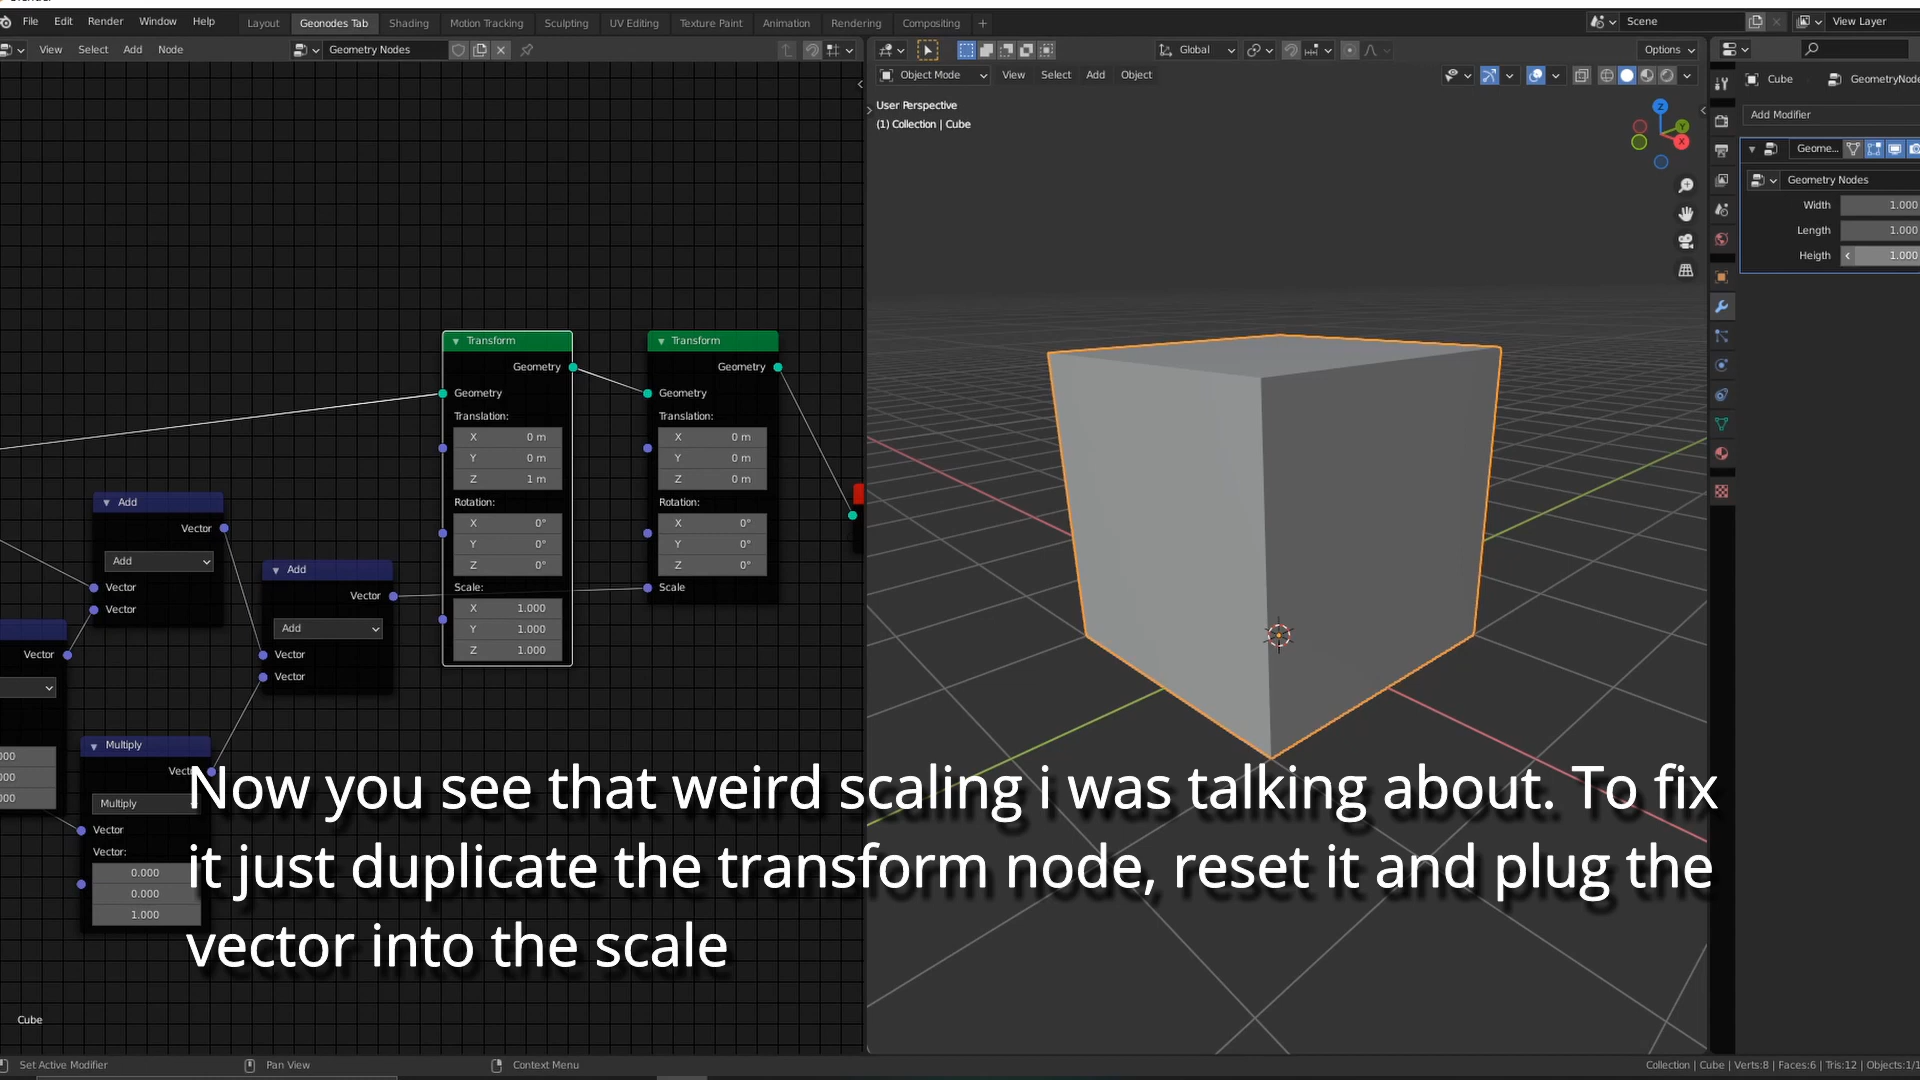 File Edit Render Window Help Layout Geonodes Tab Shading Motion Tracking Sculpting UV Editing Texture Paint Animation Rendering Compositing + Scene View Layer
View Select Add Node Geometry Nodes Global Options
Object Mode View Select Add Object Cube
User Perspective
(1) Collection | Cube
Z
Y
X
Add Modifier
Geome...
Geometry Nodes
Width 1.000
Length 1.000
Heigth 1.000
Transform
Geometry
Geometry
Translation:
X 0 m
Y 0 m
Z 1 m
Rotation:
X 0°
Y 0°
Z 0°
Scale:
X 1.000
Y 1.000
Z 1.000
Transform
Geometry
Geometry
Translation:
X 0 m
Y 0 m
Z 0 m
Rotation:
X 0°
Y 0°
Z 0°
Scale
Add
Vector
Add
Vector
Vector
Add
Vector
Add
Vector
Vector
Vector
Multiply
Multiply
Vector
Vector:
0.000
0.000
1.000
Now you see that weird scaling i was talking about. To fix
it just duplicate the transform node, reset it and plug the
vector into the scale
Cube
Set Active Modifier Pan View Context Menu Collection | Cube | Verts:8 | Faces:6 | Tris:12 |